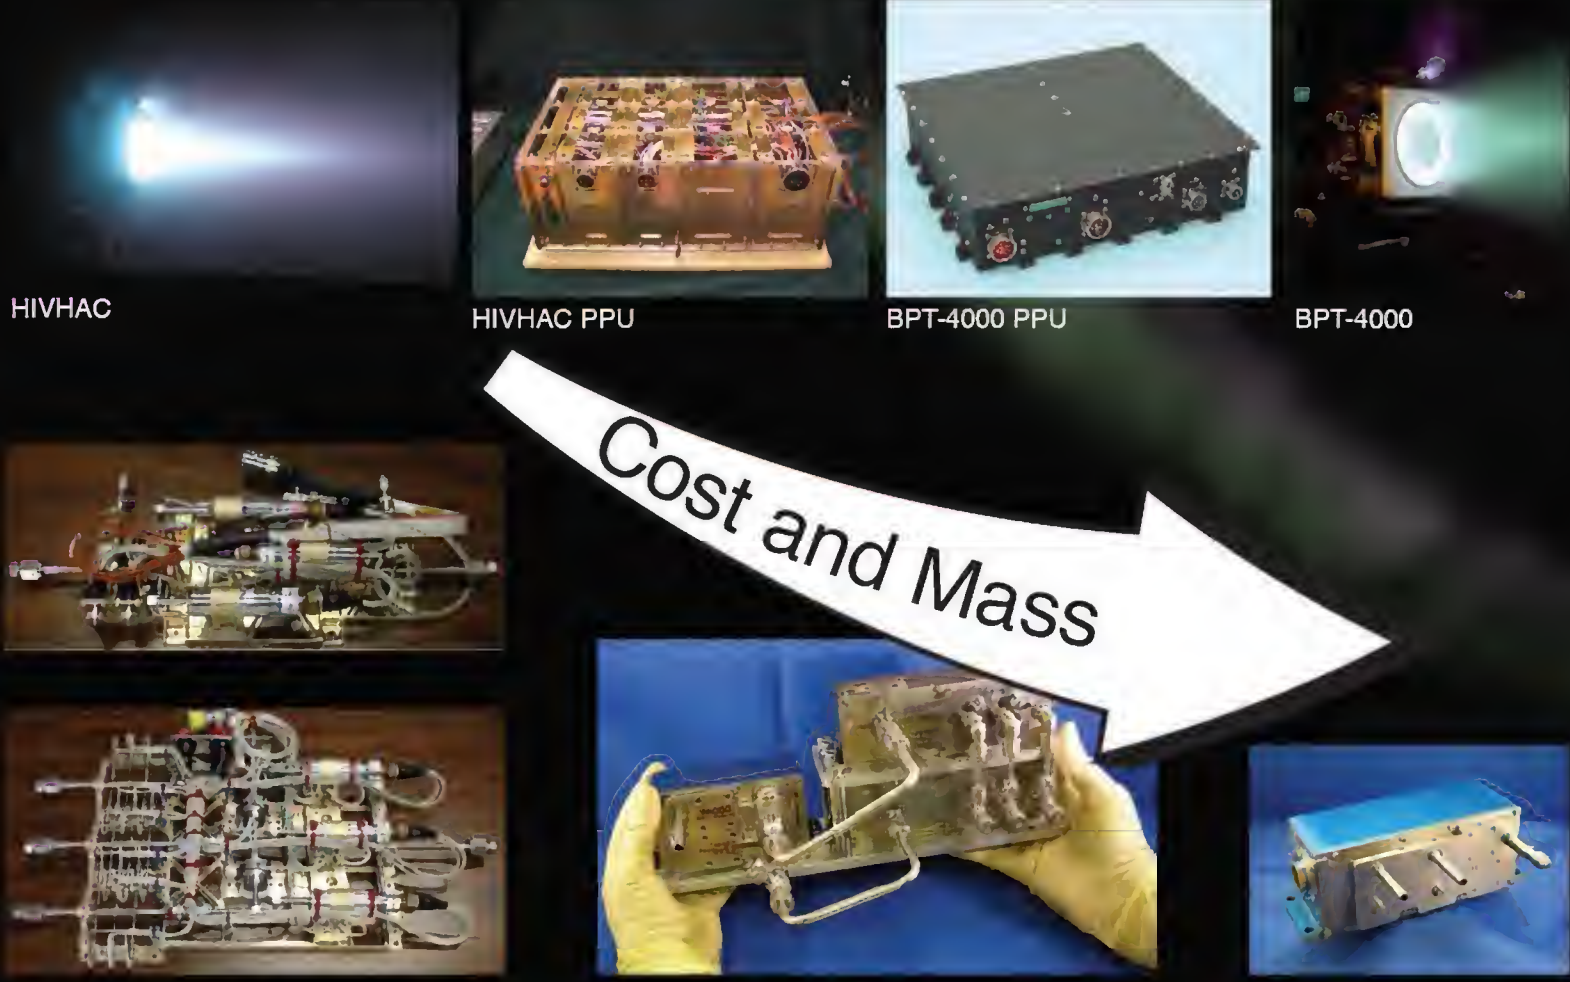 HIVHAC
HIVHAC PPU
BPT-4000 PPU
BPT-4000
Cost and Mass